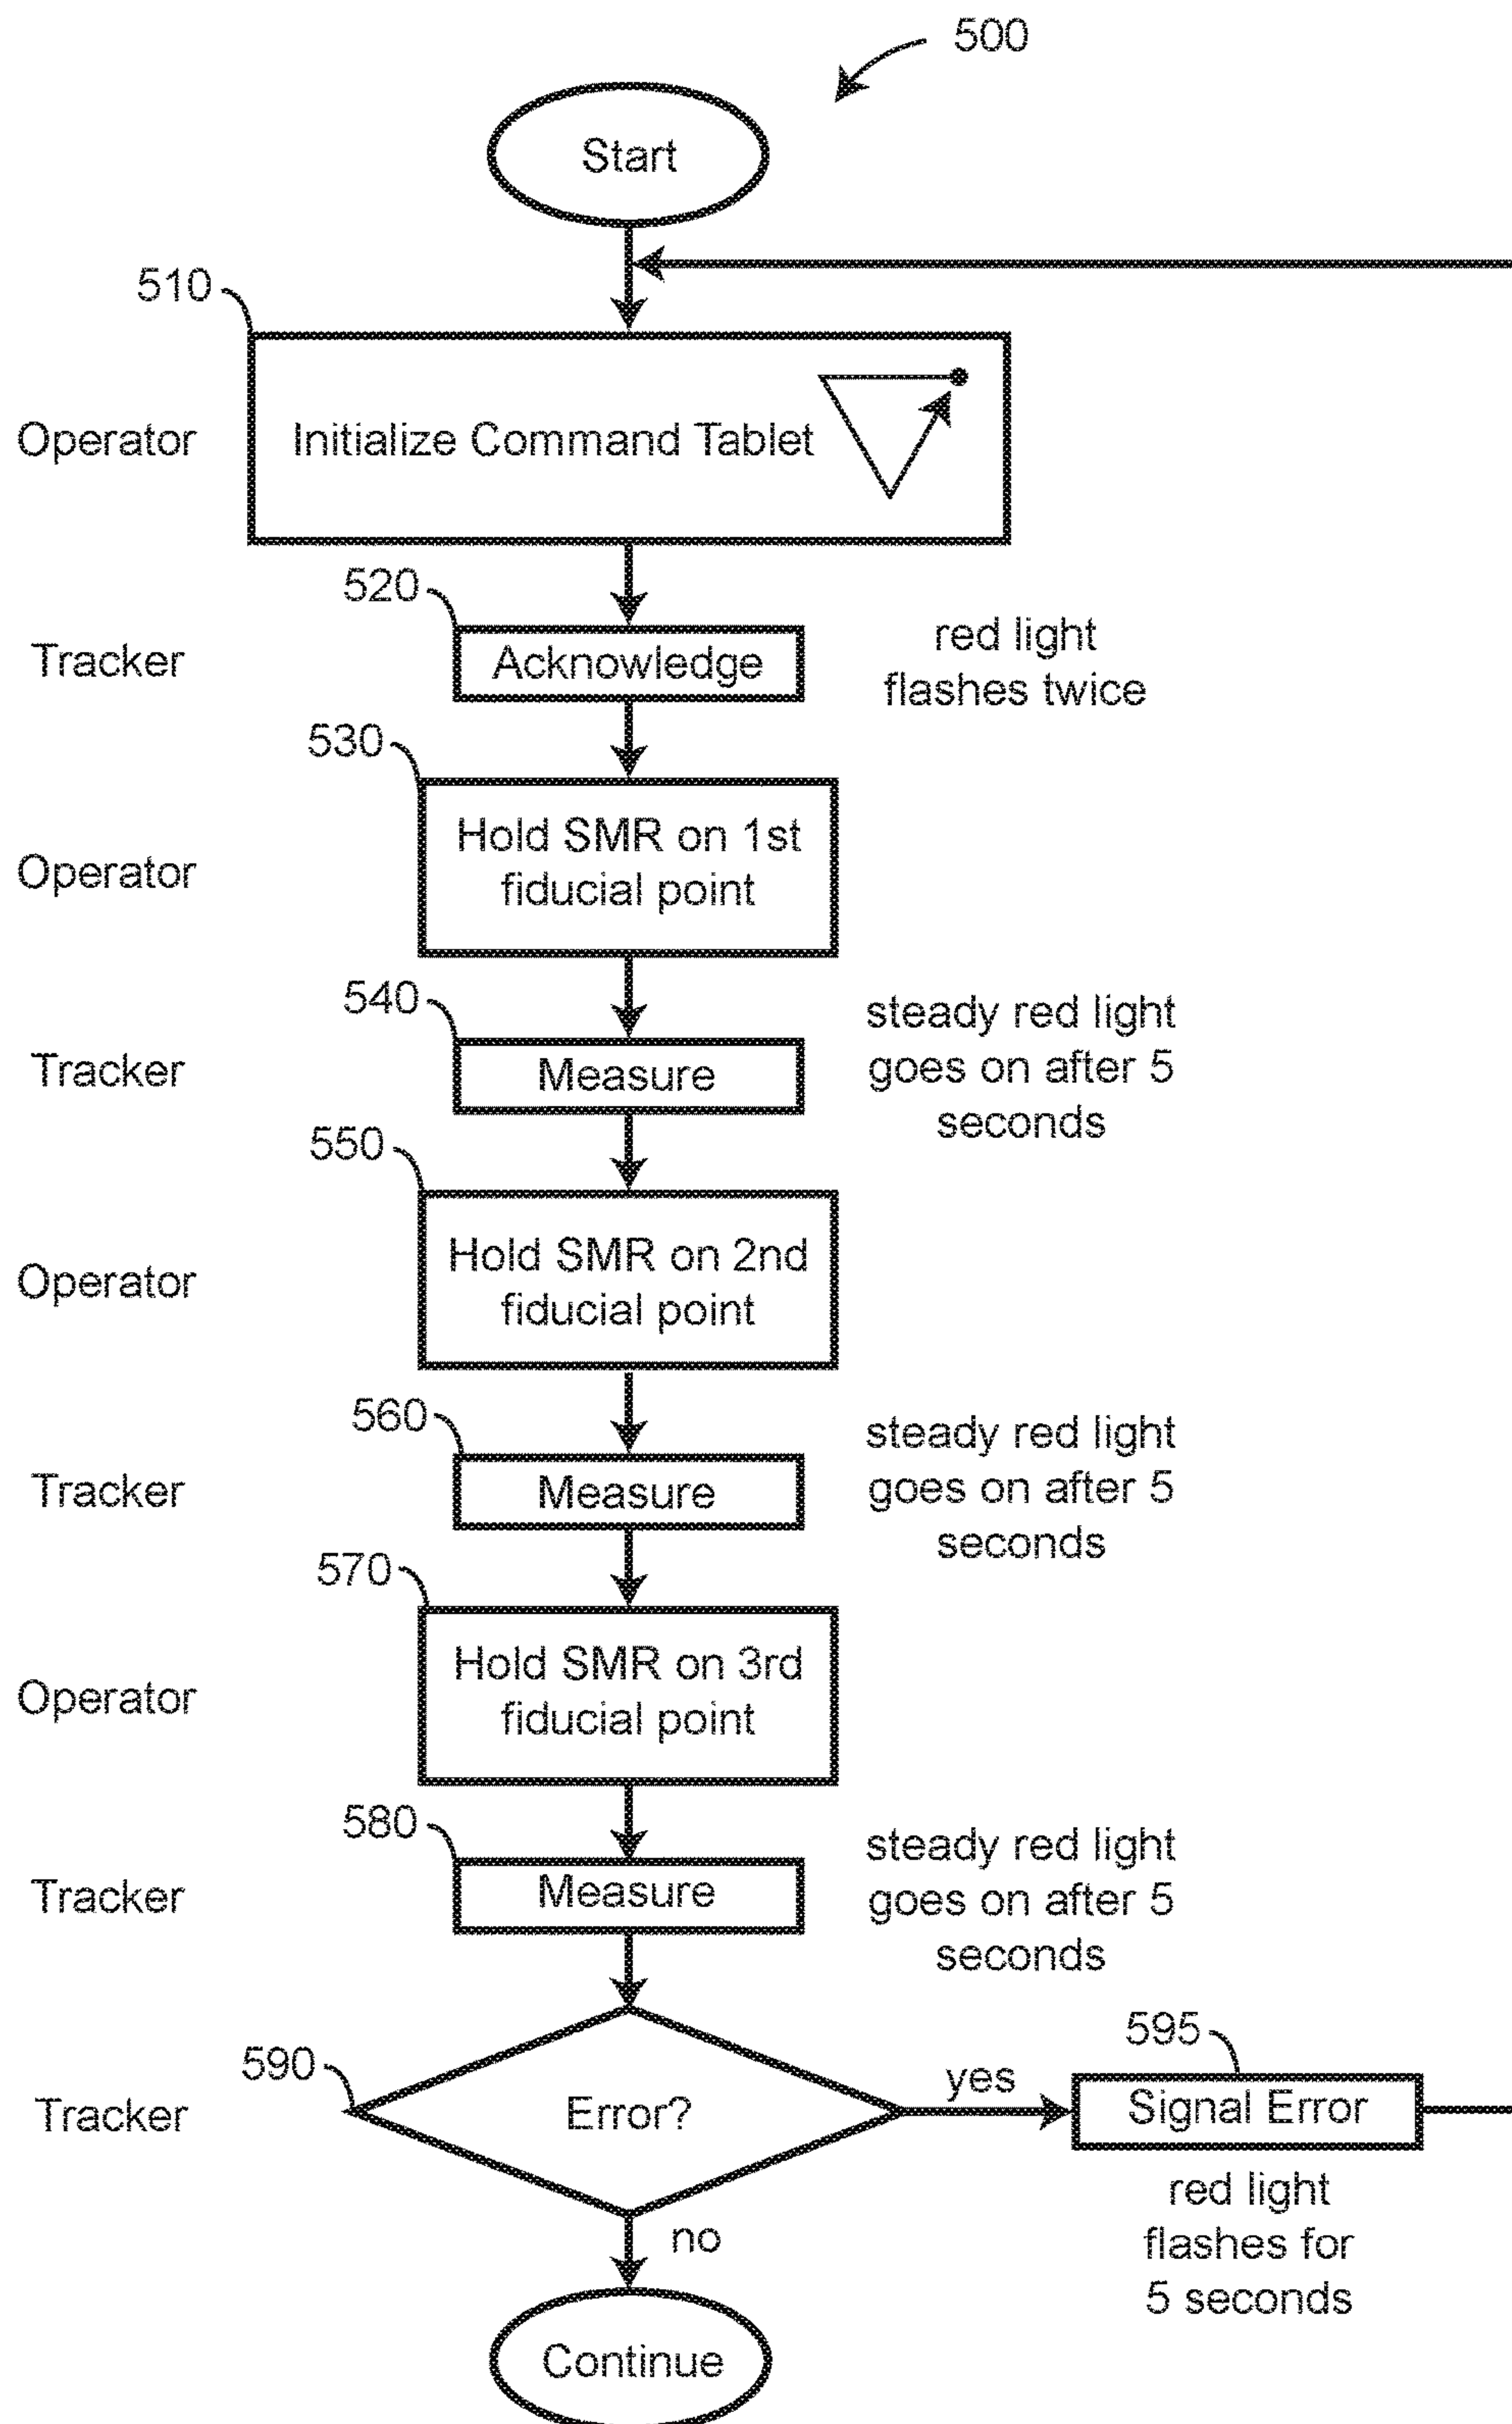 500
Start
510
Operator
Initialize Command Tablet
520
Tracker
Acknowledge
red light
flashes twice
530
Operator
Hold SMR on 1st
fiducial point
540
Tracker
Measure
steady red light
goes on after 5
seconds
550
Operator
Hold SMR on 2nd
fiducial point
560
Tracker
Measure
steady red light
goes on after 5
seconds
570
Operator
Hold SMR on 3rd
fiducial point
580
Tracker
Measure
steady red light
goes on after 5
seconds
590
Tracker
Error?
yes
595
Signal Error
red light
flashes for
5 seconds
no
Continue